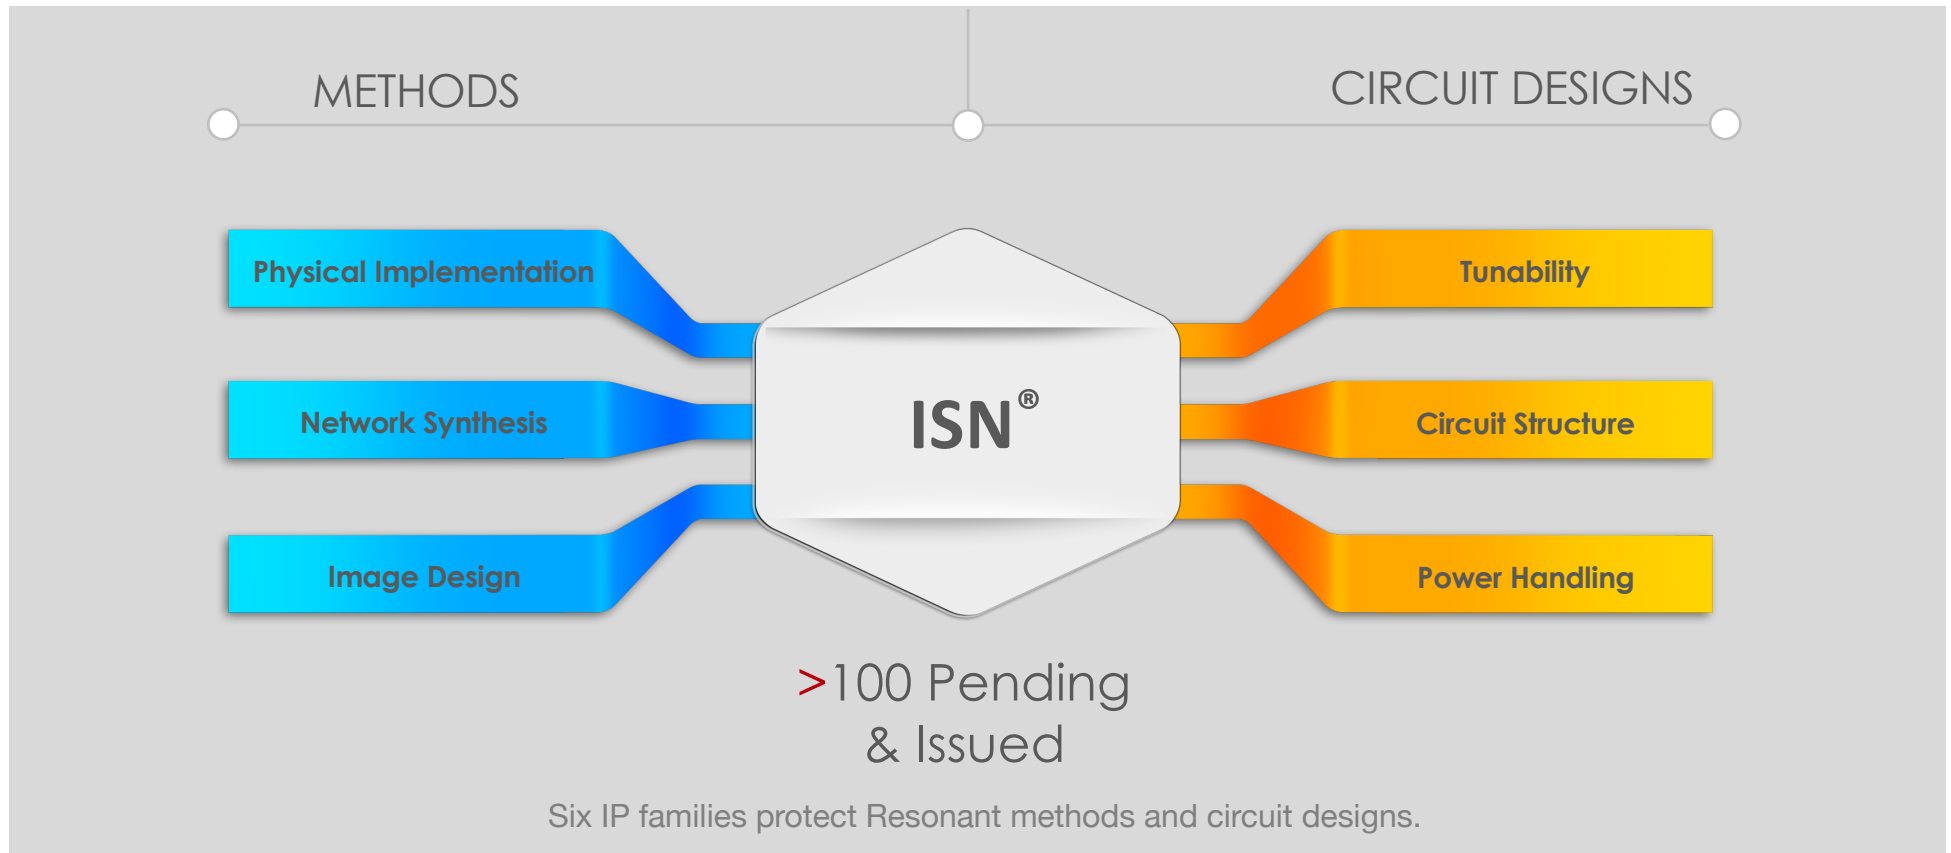 METHODS
CIRCUIT DESIGNS
Physical Implementation
Tunability
Network Synthesis
ISN®
Circuit Structure
Image Design
Power Handling
>100 Pending
& Issued
Six IP families protect Resonant methods and circuit designs.